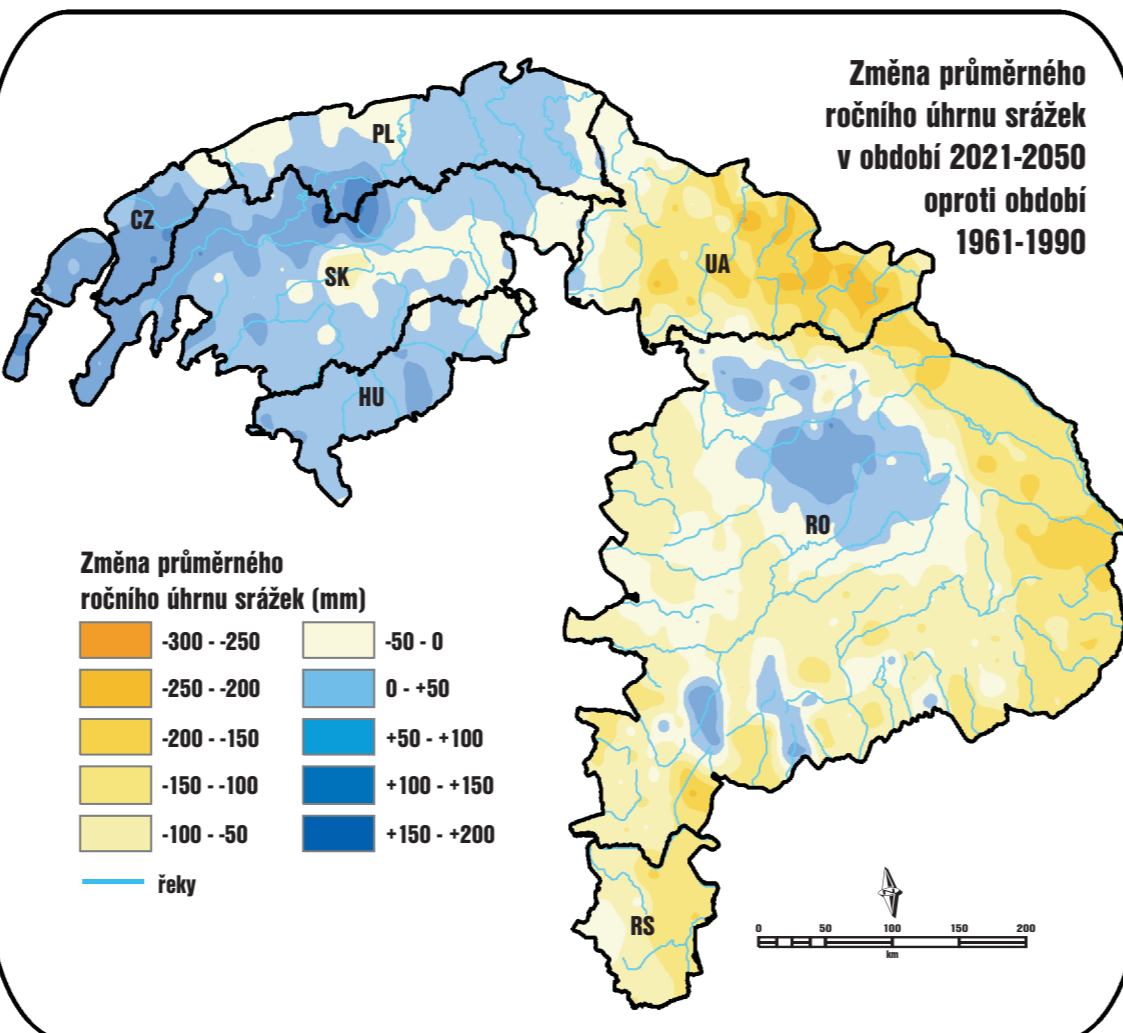 Změna průměrného
ročního úhrnu srážek
v období 2021-2050
oproti období
1961-1990
PL
CZ
SK
UA
HU
RO
RS
Změna průměrného
ročního úhrnu srážek (mm)
-300 - -250
-250 - -200
-200 - -150
-150 - -100
-100 - -50
-50 - 0
0 - +50
+50 - +100
+100 - +150
+150 - +200
řeky
0 50 100 150 200
km